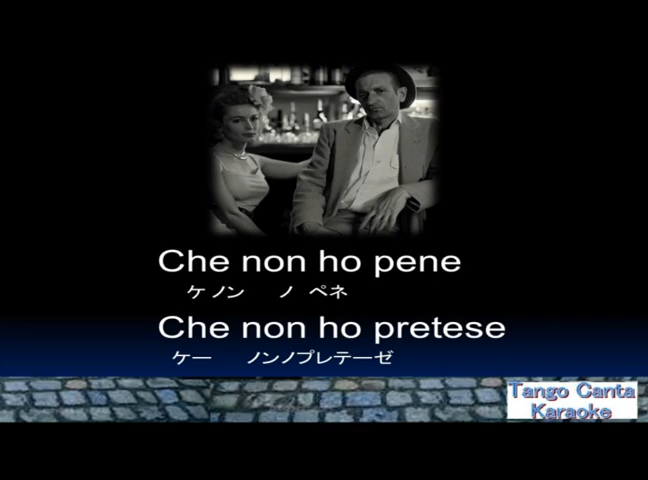 Che non ho pene
ケ ノン ノ ペネ
Che non ho pretese
ケー ノンノプレテーゼ
Tango Canta
Karaoke